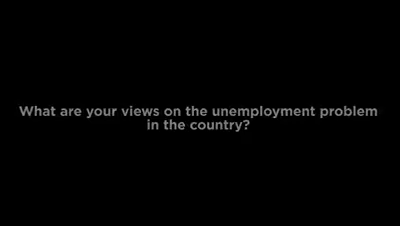 What are your views on the unemployment problem
in the country?